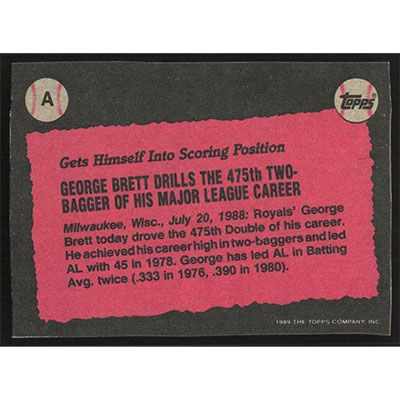 A
Topps
Gets Himself Into Scoring Position
GEORGE BRETT DRILLS THE 475th TWO-
BAGGER OF HIS MAJOR LEAGUE CAREER
Milwaukee, Wisc., July 20, 1988: Royals' George
Brett today drove the 475th Double of his career.
He achieved his career high in two-baggers and led
AL with 45 in 1978. George has led AL in Batting
Avg. twice (.333 in 1976, .390 in 1980).
1989 THE TOPPS COMPANY, INC.